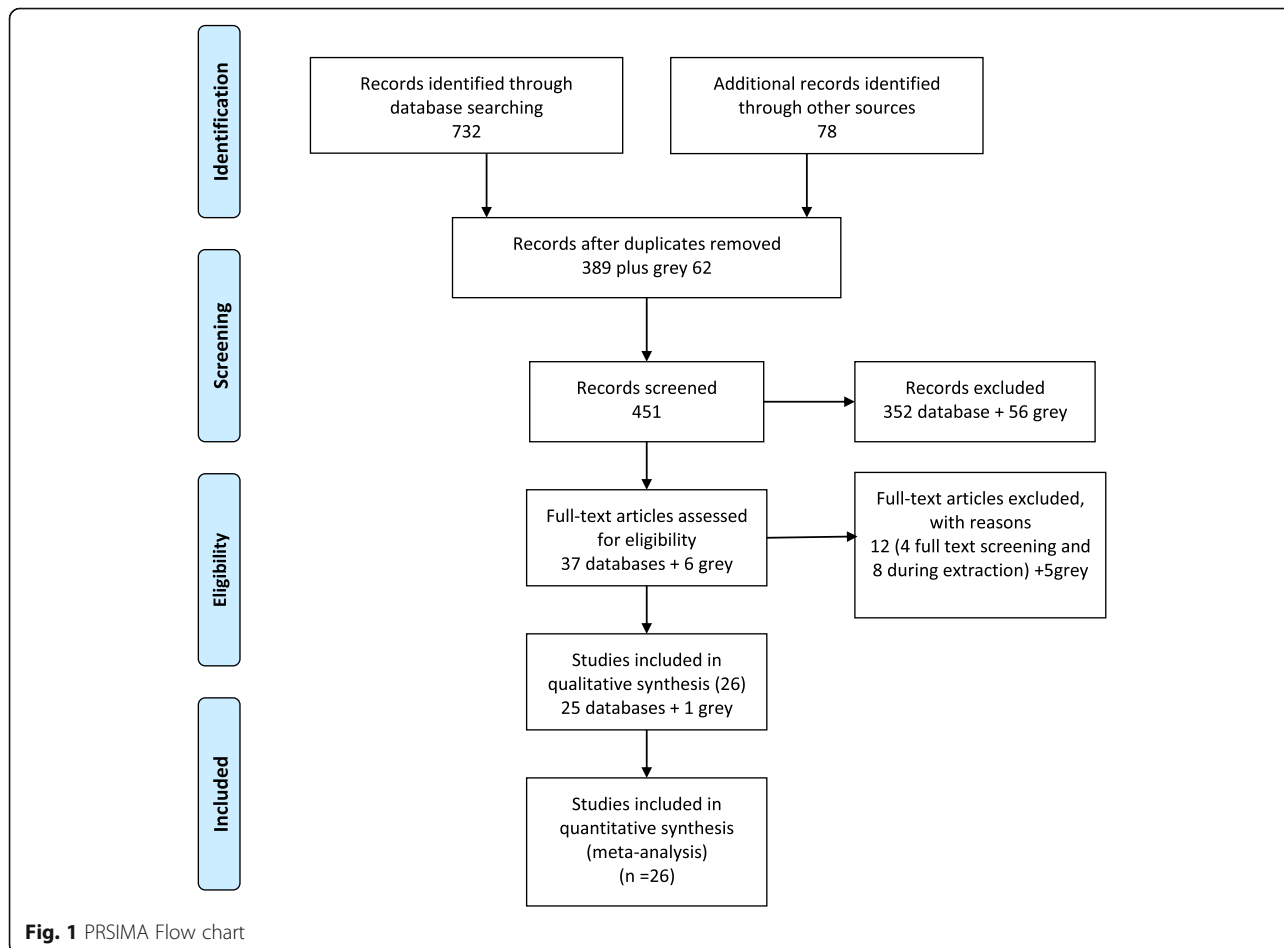 Identification
Records identified through
database searching
732
Additional records identified
through other sources
78
Records after duplicates removed
389 plus grey 62
Screening
Records screened
451
Records excluded
352 database + 56 grey
Eligibility
Full-text articles assessed
for eligibility
37 databases + 6 grey
Full-text articles excluded,
with reasons
12 (4 full text screening and
8 during extraction) +5grey
Studies included in
qualitative synthesis (26)
25 databases + 1 grey
Included
Studies included in
quantitative synthesis
(meta-analysis)
(n =26)
Fig. 1 PRSIMA Flow chart